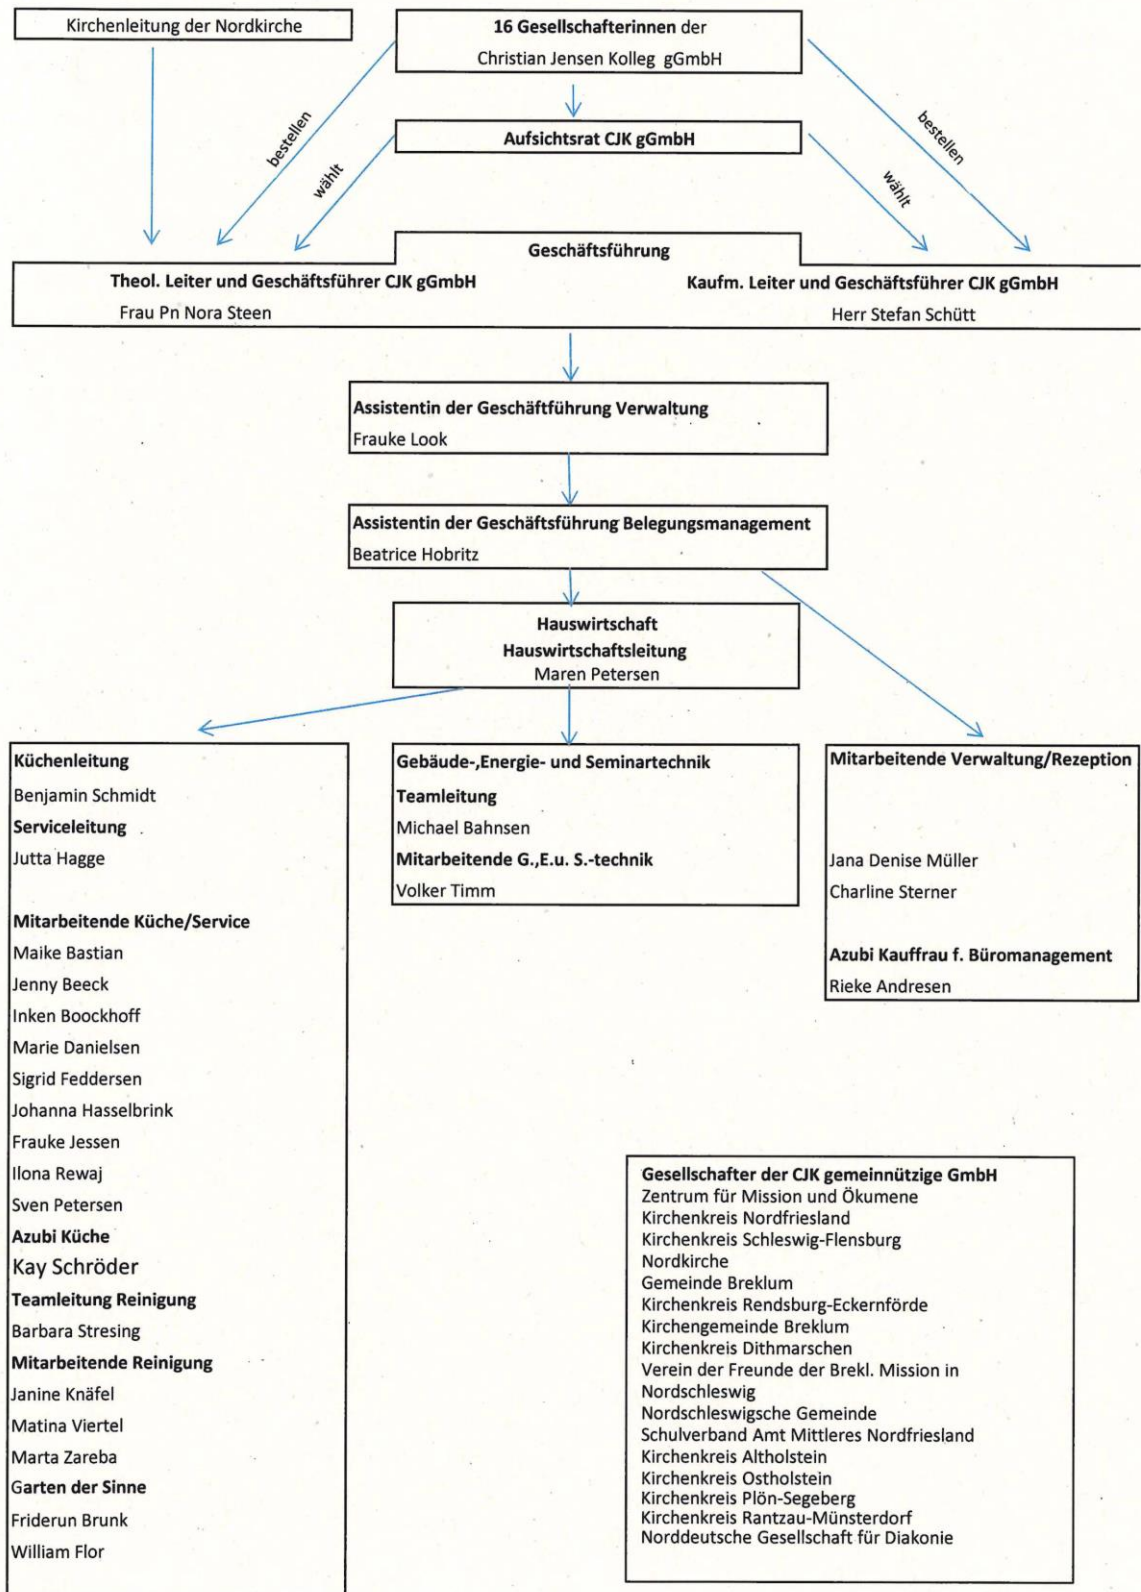 Kirchenleitung der Nordkirche
16 Gesellschafterinnen der
Christian Jensen Kolleg gGmbH
bestellen
wählt
Aufsichtsrat CJK gGmbH
wählt
bestellen
Geschäftsführung
Theol. Leiter und Geschäftsführer CJK gGmbH
Frau Pn Nora Steen
Kaufm. Leiter und Geschäftsführer CJK gGmbH
Herr Stefan Schütt
Assistentin der Geschäftführung Verwaltung
Frauke Look
Assistentin der Geschäftsführung Belegungsmanagement
Beatrice Hobritz
Hauswirtschaft
Hauswirtschaftsleitung
Maren Petersen
Küchenleitung
Benjamin Schmidt
Serviceleitung
Jutta Hagge
Mitarbeitende Küche/Service
Maike Bastian
Jenny Beeck
Inken Boockhoff
Marie Danielsen
Sigrid Feddersen
Johanna Hasselbrink
Frauke Jessen
Ilona Rewaj
Sven Petersen
Azubi Küche
Kay Schröder
Teamleitung Reinigung
Barbara Stresing
Mitarbeitende Reinigung
Janine Knäfel
Matina Viertel
Marta Zareba
Garten der Sinne
Friderun Brunk
William Flor
Gebäude-,Energie- und Seminartechnik
Teamleitung
Michael Bahnsen
Mitarbeitende G.,E.u. S.-technik
Volker Timm
Mitarbeitende Verwaltung/Rezeption
Jana Denise Müller
Charline Sterner
Azubi Kauffrau f. Büromanagement
Rieke Andresen
Gesellschafter der CJK gemeinnützige GmbH
Zentrum für Mission und Ökumene
Kirchenkreis Nordfriesland
Kirchenkreis Schleswig-Flensburg
Nordkirche
Gemeinde Breklum
Kirchenkreis Rendsburg-Eckernförde
Kirchengemeinde Breklum
Kirchenkreis Dithmarschen
Verein der Freunde der Brekl. Mission in
Nordschleswig
Nordschleswigsche Gemeinde
Schulverband Amt Mittleres Nordfriesland
Kirchenkreis Altholstein
Kirchenkreis Ostholstein
Kirchenkreis Plön-Segeberg
Kirchenkreis Rantzau-Münsterdorf
Norddeutsche Gesellschaft für Diakonie